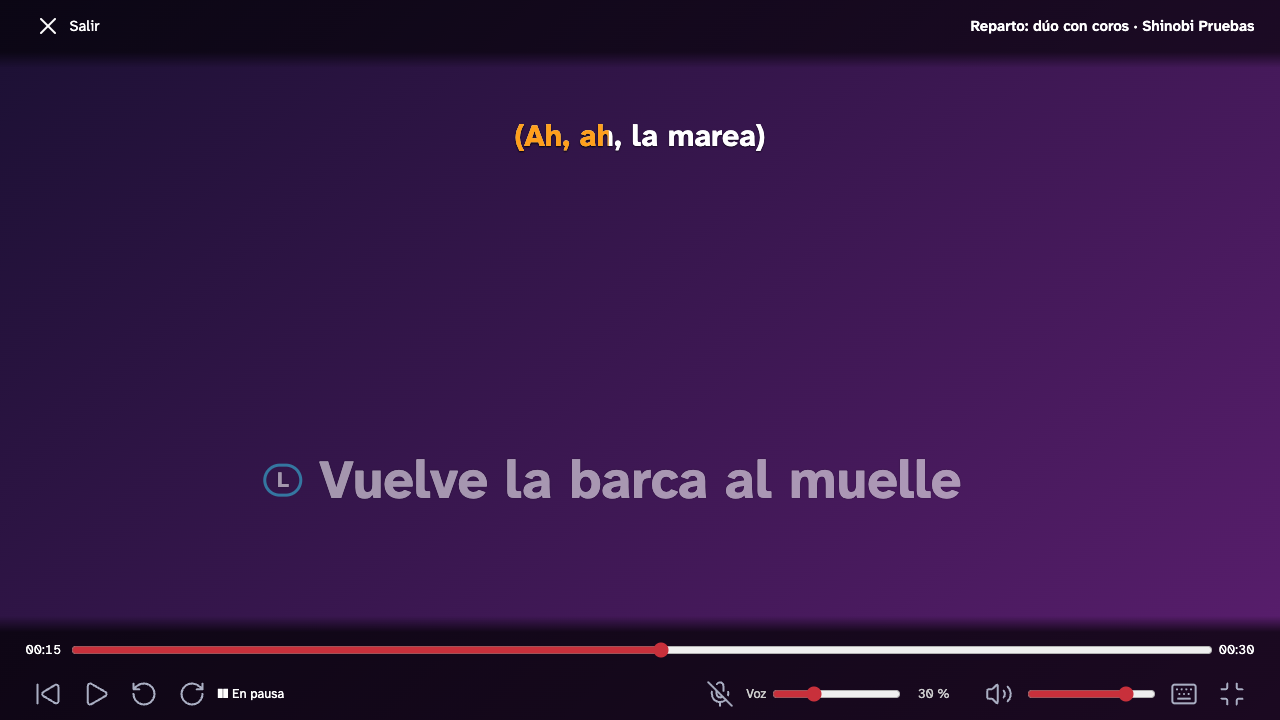 Salir
Reparto: dúo con coros · Shinobi Pruebas
(Ah, ah, la marea)
L Vuelve la barca al muelle
00:15
00:30
En pausa
Voz
30 %